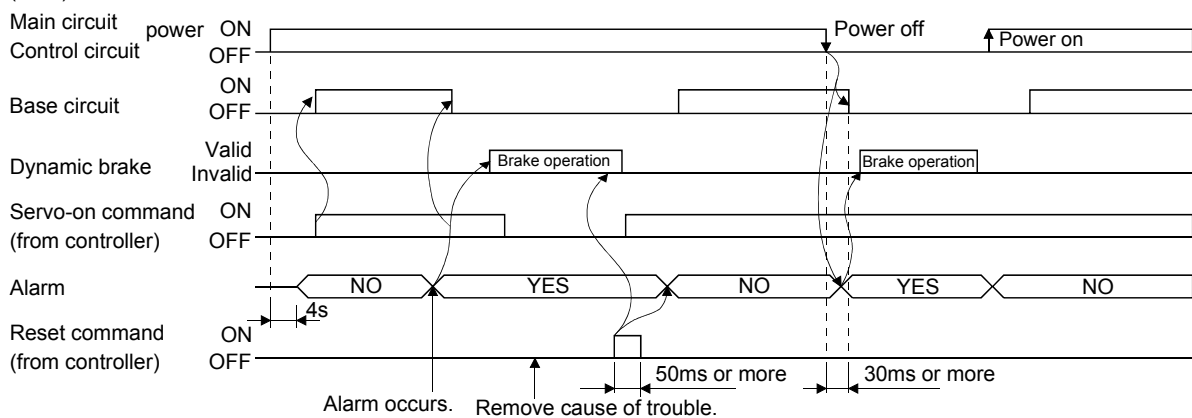 Main circuit
Control circuit
power
ON
OFF
Power off
Power on
Base circuit
ON
OFF
Dynamic brake
Valid
Invalid
Brake operation
Brake operation
Servo-on command
(from controller)
ON
OFF
Alarm
NO
YES
NO
YES
NO
4s
Reset command
(from controller)
ON
OFF
50ms or more
30ms or more
Alarm occurs.
Remove cause of trouble.